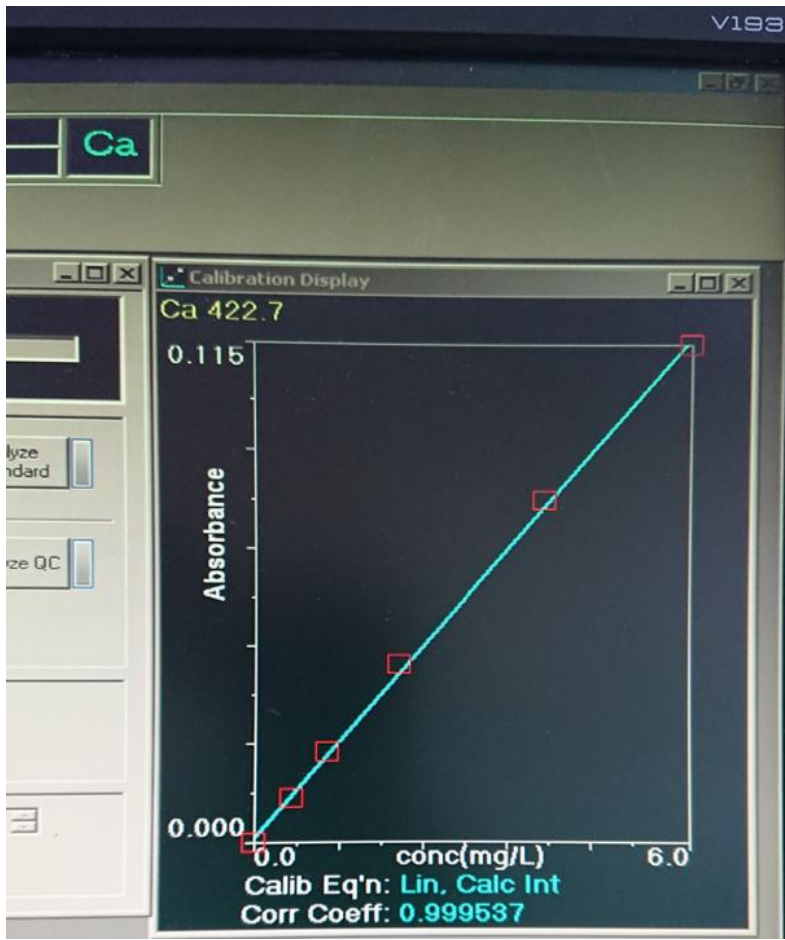 V193
Ca
Calibration Display
Ca 422.7
0.115
lyze
ndard
Absorbance
ze QC
0.000
0.0 conc(mg/L) 6.0
Calib Eq'n: Lin, Calc Int
Corr Coeff: 0.999537